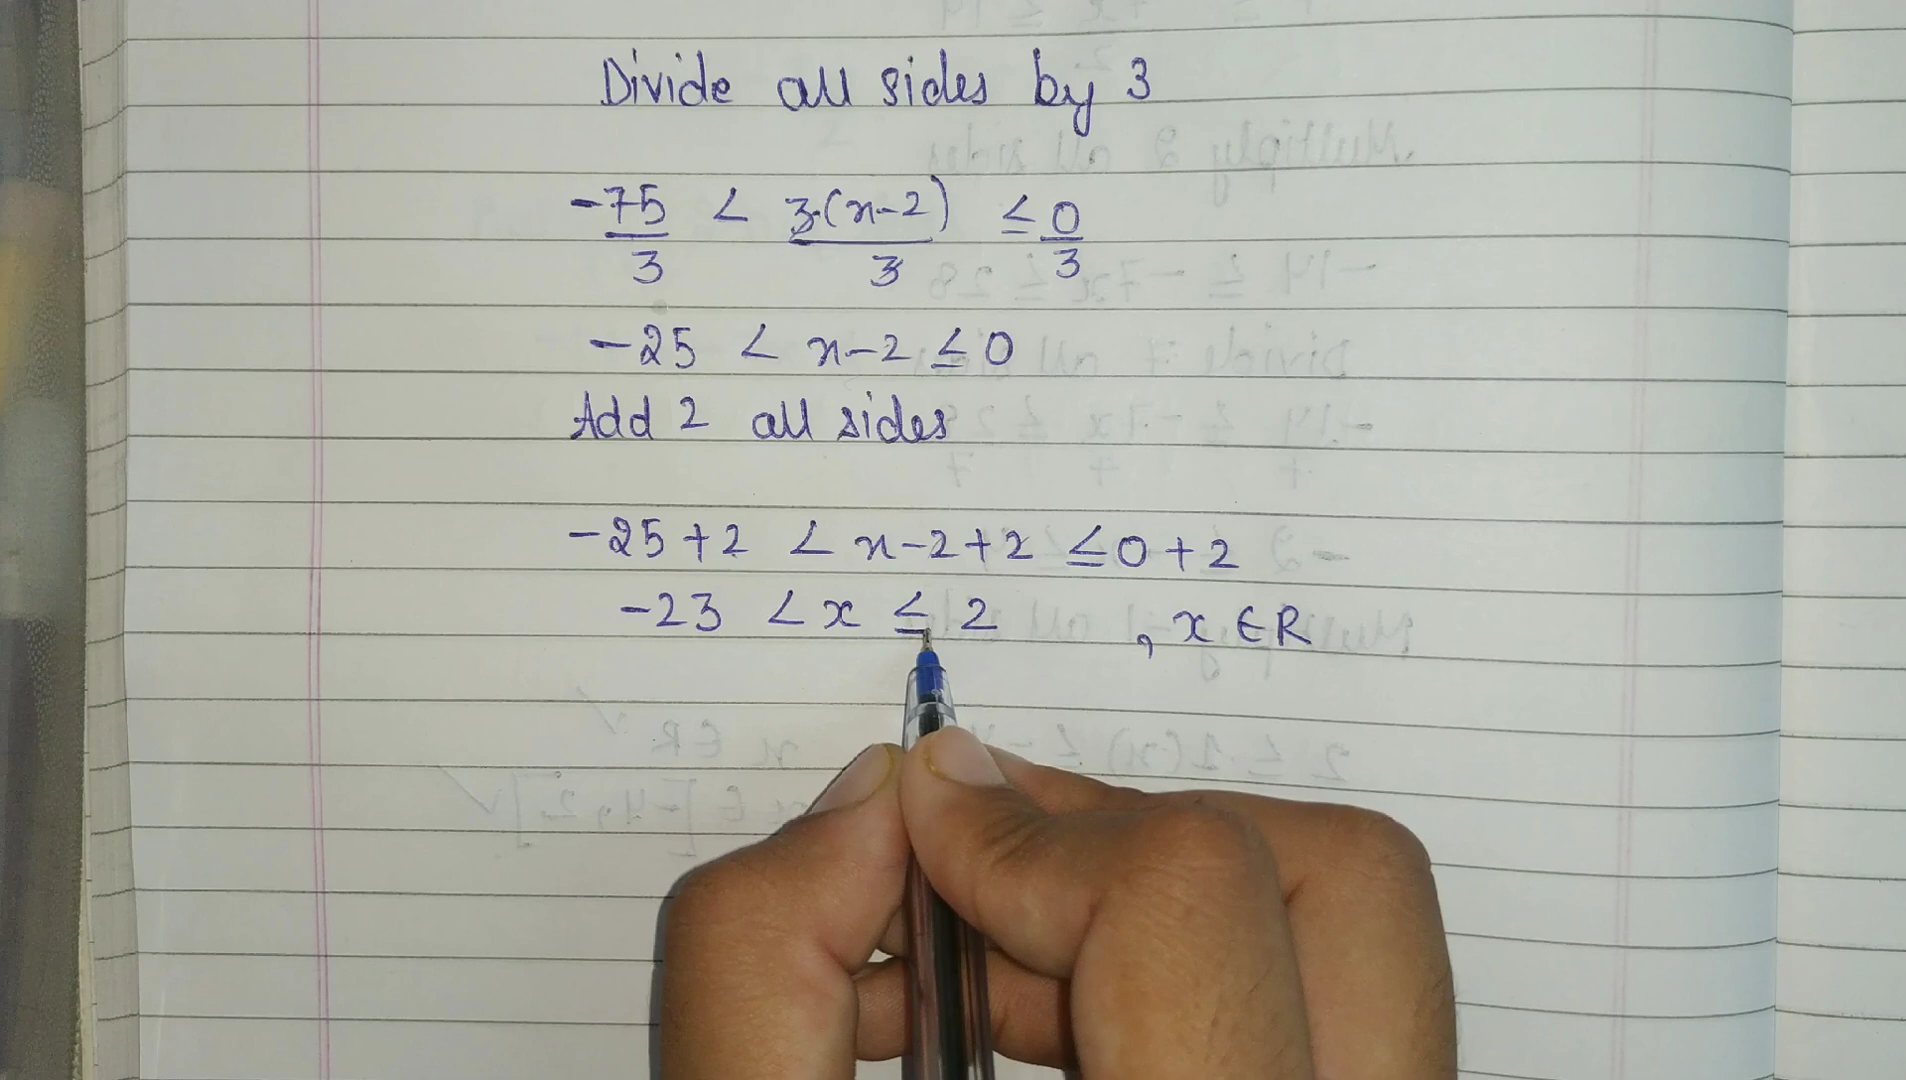 Divide all sides by 3
-75/3 < 3(x-2)/3 ≤ 0/3
-25 < x-2 ≤ 0
Add 2 all sides
-25+2 < x-2+2 ≤ 0+2
-23 < x ≤ 2 , x ∈ R